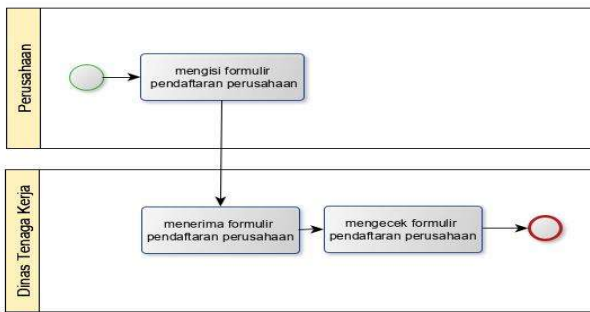 Perusahaan
mengisi formulir
pendaftaran perusahaan
Dinas Tenaga Kerja
menerima formulir
pendaftaran perusahaan
mengecek formulir
pendaftaran perusahaan